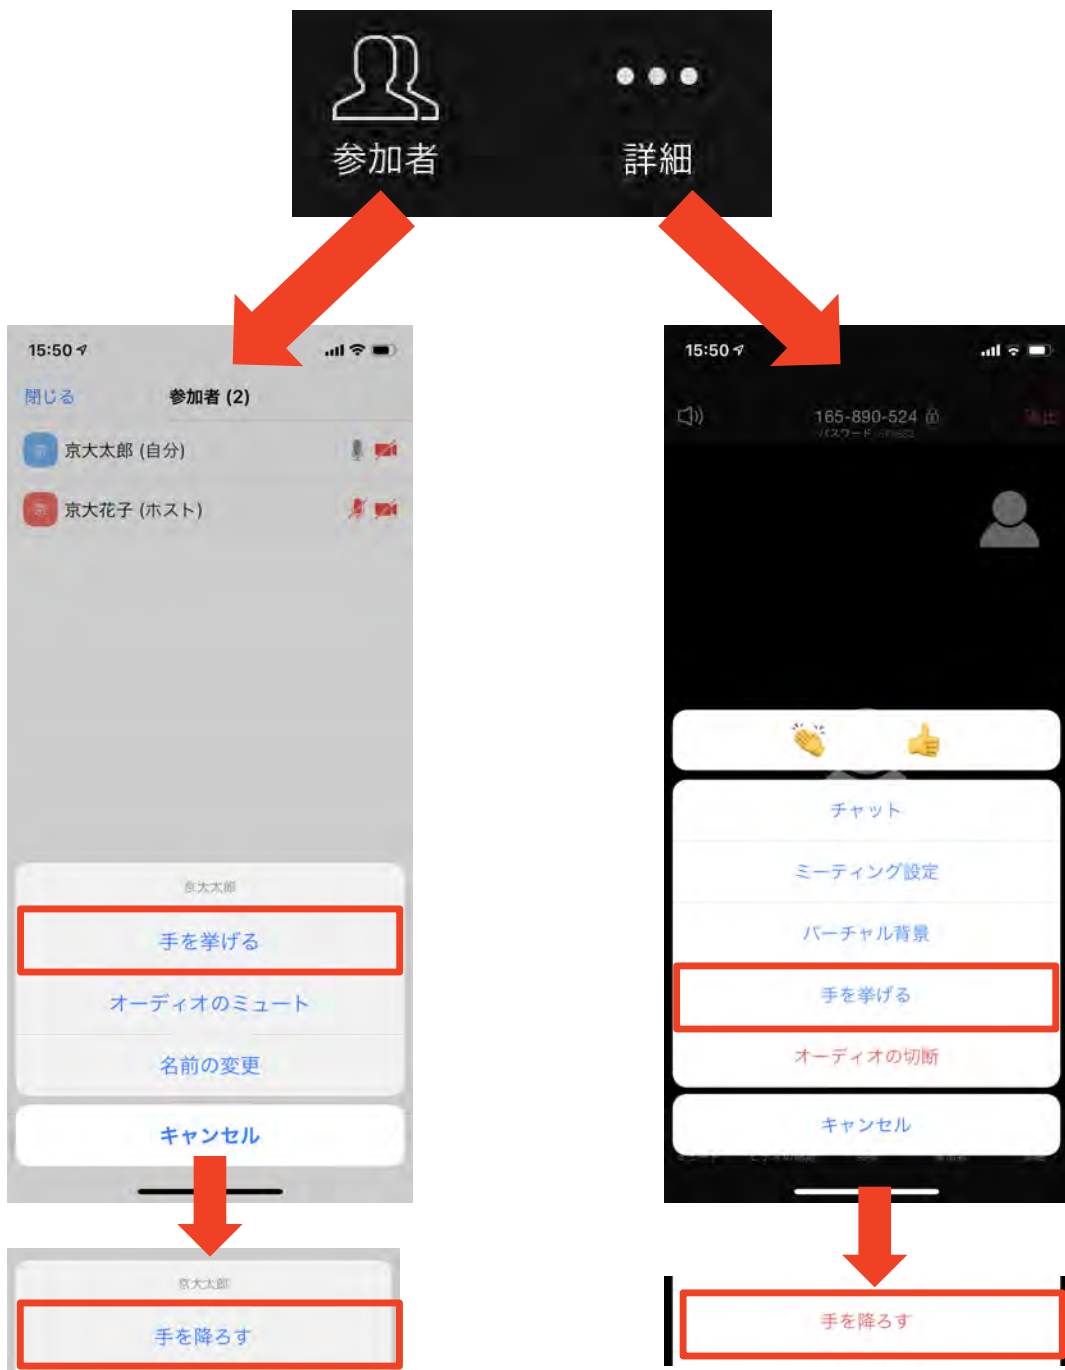 参加者
詳細
15:50
閉じる
参加者 (2)
京大太郎 (自分)
京大花子 (ホスト)
京大太郎
手を挙げる
オーディオのミュート
名前の変更
キャンセル
京大太郎
手を降ろす
15:50
165-890-524
パスワード
チャット
ミーティング設定
バーチャル背景
手を挙げる
オーディオの切断
キャンセル
手を降ろす